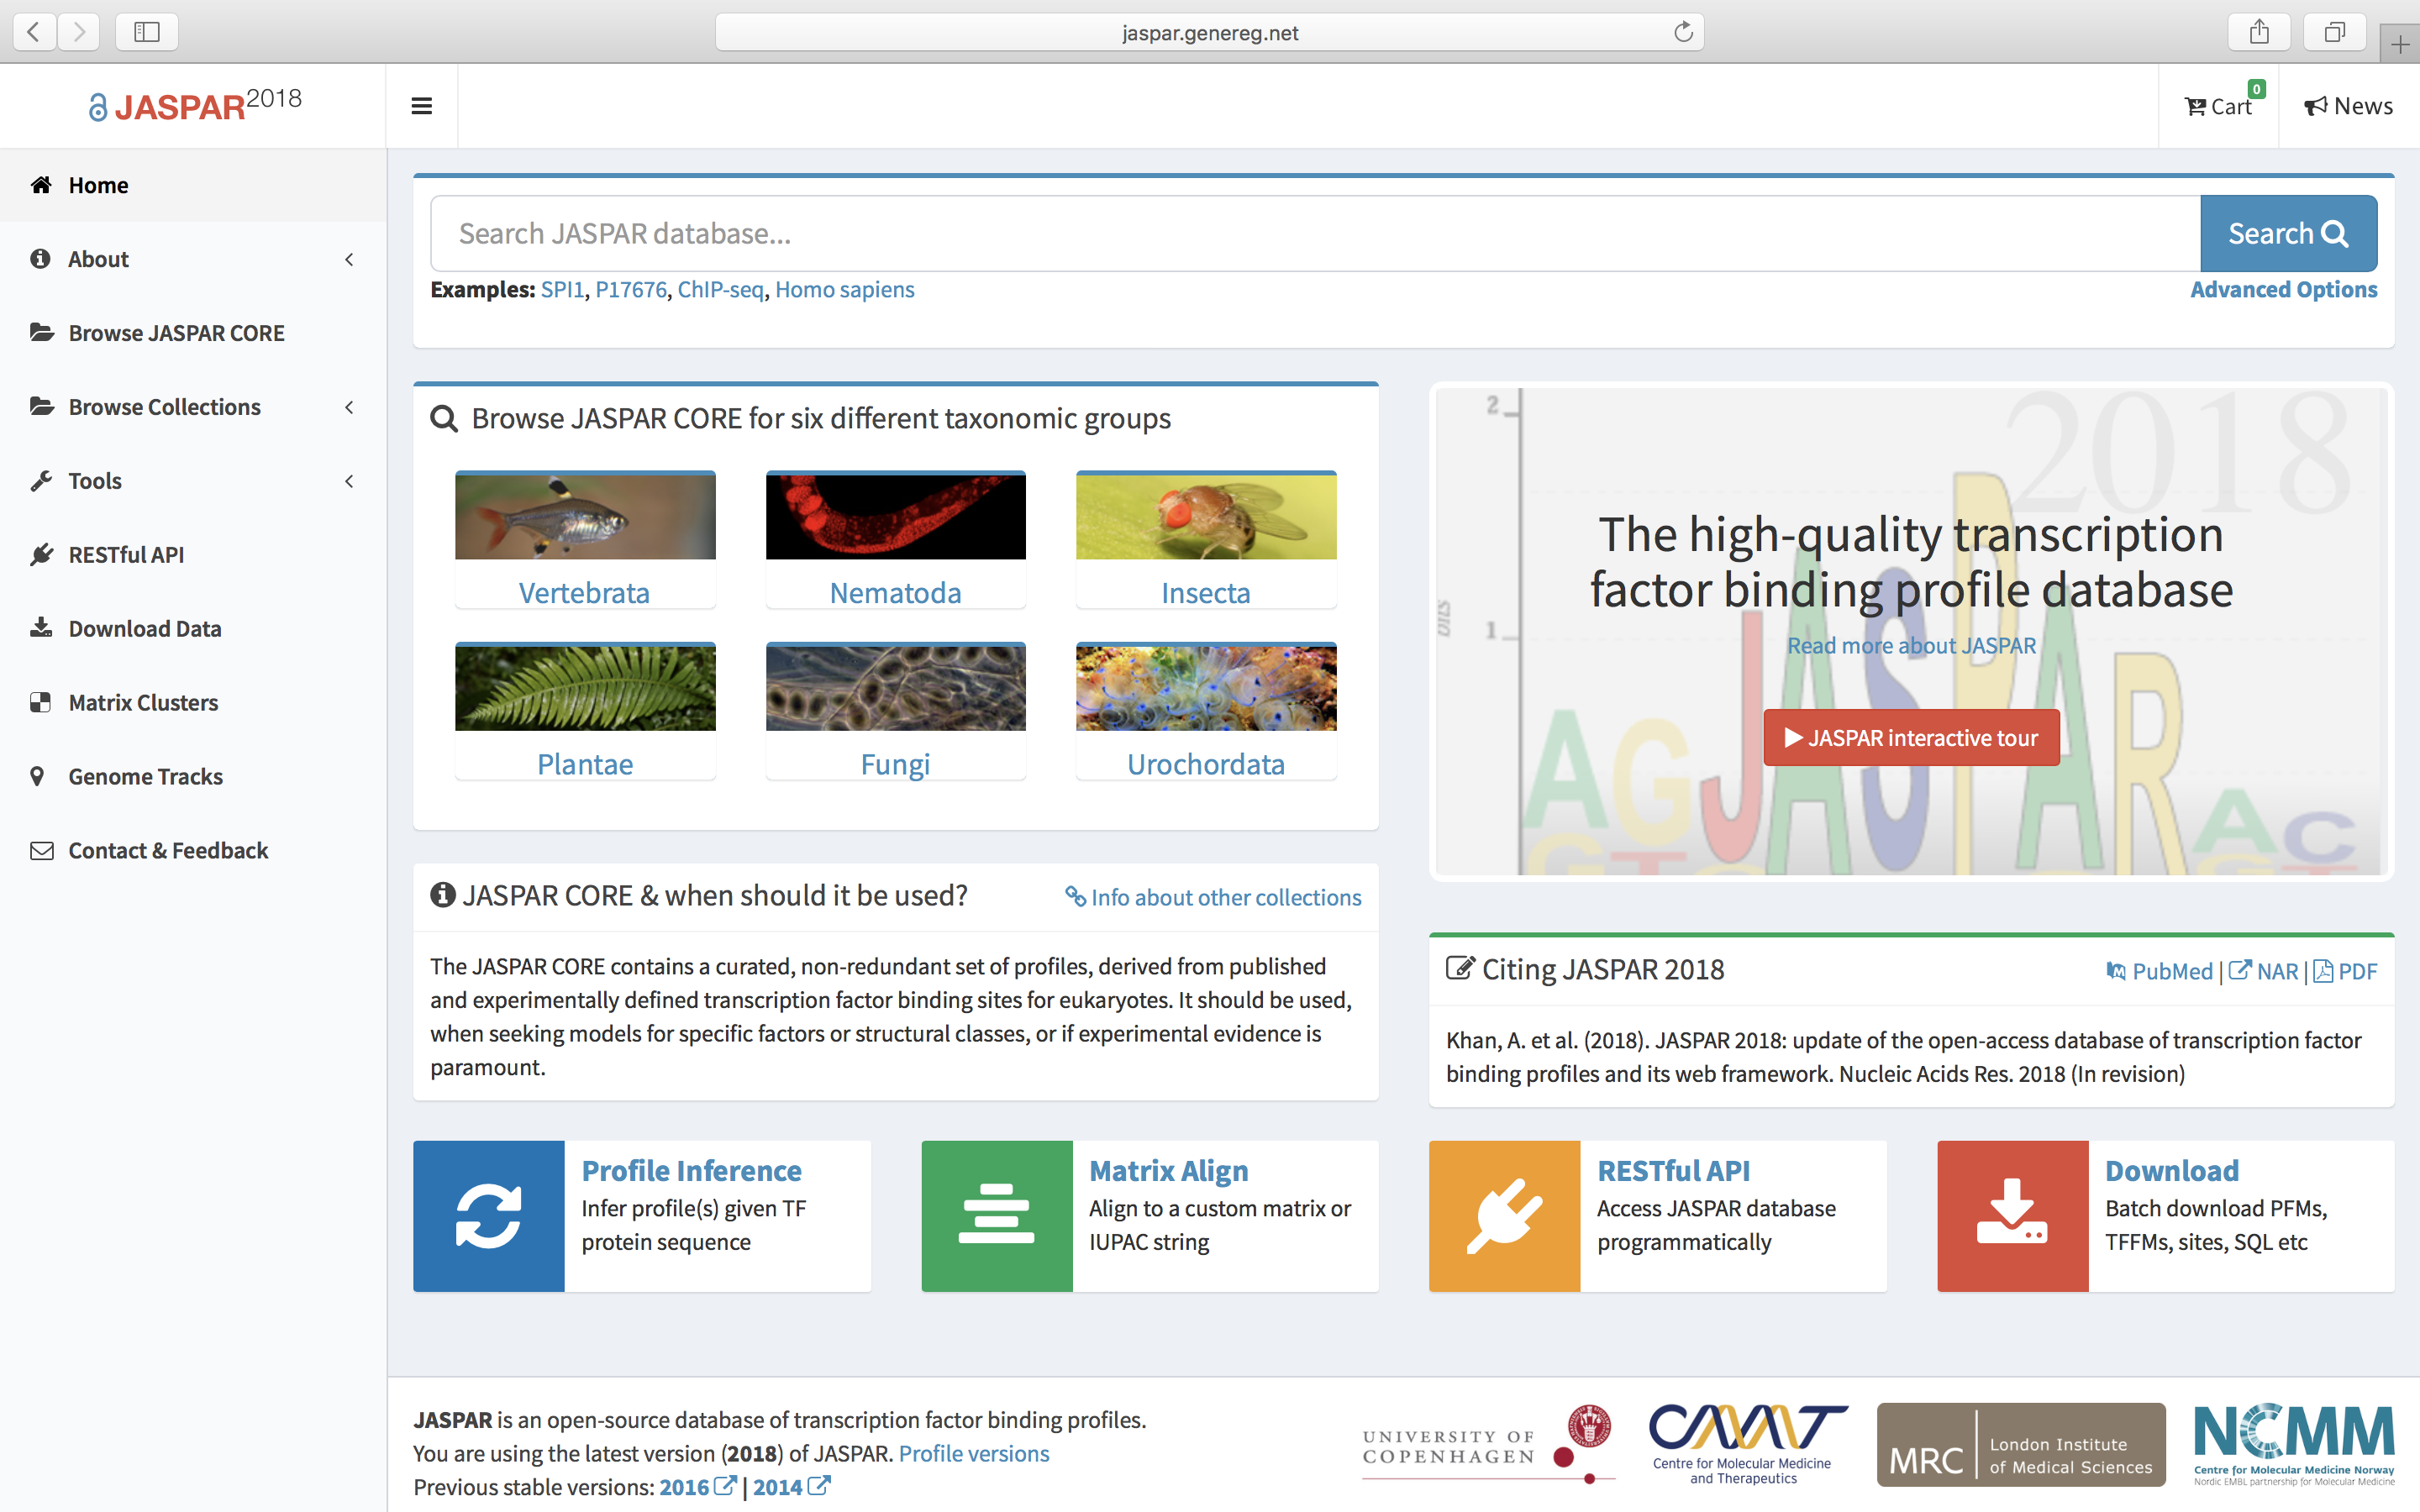 jaspar.genereg.net
JASPAR2018
Cart
0
News
Home
About
Browse JASPAR CORE
Browse Collections
Tools
RESTful API
Download Data
Matrix Clusters
Genome Tracks
Contact & Feedback
Search JASPAR database...
Search
Examples: SPI1, P17676, ChIP-seq, Homo sapiens
Advanced Options
Browse JASPAR CORE for six different taxonomic groups
Vertebrata
Nematoda
Insecta
Plantae
Fungi
Urochordata
2
2018
The high-quality transcription
factor binding profile database
1
Read more about JASPAR
JASPAR interactive tour
AGJASPARAC
JASPAR CORE & when should it be used?
Info about other collections
The JASPAR CORE contains a curated, non-redundant set of profiles, derived from published
and experimentally defined transcription factor binding sites for eukaryotes. It should be used,
when seeking models for specific factors or structural classes, or if experimental evidence is
paramount.
Citing JASPAR 2018
PubMed | NAR | PDF
Khan, A. et al. (2018). JASPAR 2018: update of the open-access database of transcription factor
binding profiles and its web framework. Nucleic Acids Res. 2018 (In revision)
Profile Inference
Infer profile(s) given TF
protein sequence
Matrix Align
Align to a custom matrix or
IUPAC string
RESTful API
Access JASPAR database
programmatically
Download
Batch download PFMs,
TFFMs, sites, SQL etc
JASPAR is an open-source database of transcription factor binding profiles.
You are using the latest version (2018) of JASPAR. Profile versions
Previous stable versions: 2016 | 2014
UNIVERSITY OF
COPENHAGEN
CMMT
Centre for Molecular Medicine
and Therapeutics
MRC
London Institute
of Medical Sciences
NCMM
Centre for Molecular Medicine Norway
Nordic EMBL partnership for Molecular Medicine